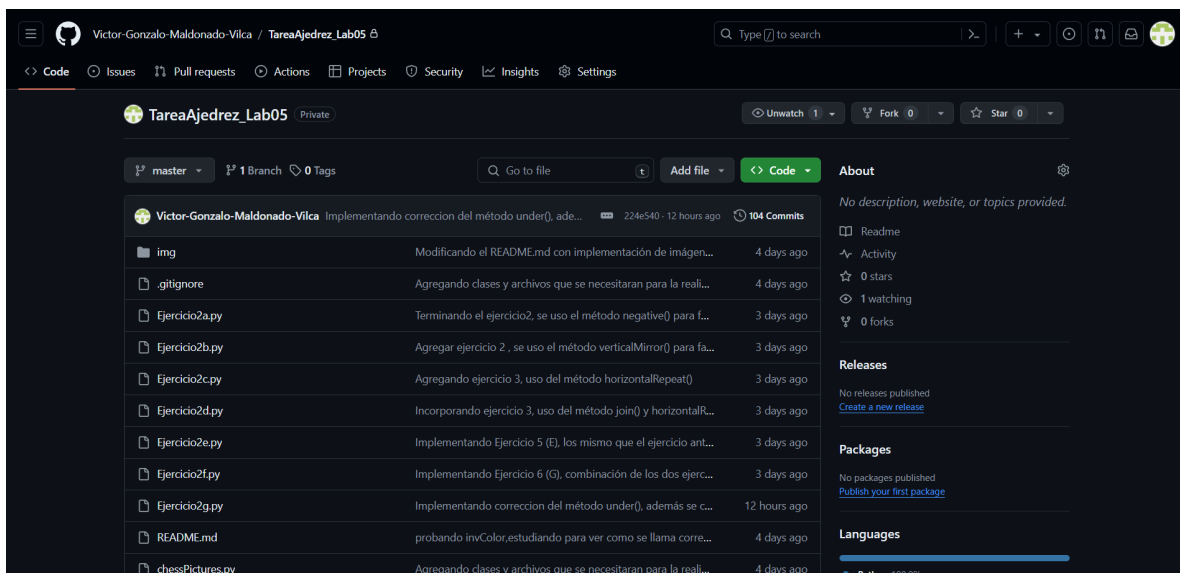 Victor-Gonzalo-Maldonado-Vilca / TareaAjedrez_Lab05
Type / to search
Code Issues Pull requests Actions Projects Security Insights Settings
TareaAjedrez_Lab05 Private
Unwatch 1 Fork 0 Star 0
master 1 Branch 0 Tags
Go to file t Add file Code
Victor-Gonzalo-Maldonado-Vilca Implementando correccion del método under(), ade... 224e540 · 12 hours ago 104 Commits
img Modificando el README.md con implementación de imágen... 4 days ago
.gitignore Agregando clases y archivos que se necesitaran para la reali... 4 days ago
Ejercicio2a.py Terminando el ejercicio2, se uso el método negative() para f... 3 days ago
Ejercicio2b.py Agregar ejercicio 2 , se uso el método verticalMirror() para fa... 3 days ago
Ejercicio2c.py Agregando ejercicio 3, uso del método horizontalRepeat() 3 days ago
Ejercicio2d.py Incorporando ejercicio 3, uso del método join() y horizontalR... 3 days ago
Ejercicio2e.py Implementando Ejercicio 5 (E), los mismo que el ejercicio ant... 3 days ago
Ejercicio2f.py Implementando Ejercicio 6 (G), combinación de los dos ejerc... 3 days ago
Ejercicio2g.py Implementando correccion del método under(), además se c... 12 hours ago
README.md probando invColor,estudiando para ver como se llama corre... 4 days ago
chessPictures.py Agregando clases y archivos que se necesitaran para la reali... 4 days ago
About
No description, website, or topics provided.
Readme
Activity
0 stars
1 watching
0 forks
Releases
No releases published
Create a new release
Packages
No packages published
Publish your first package
Languages